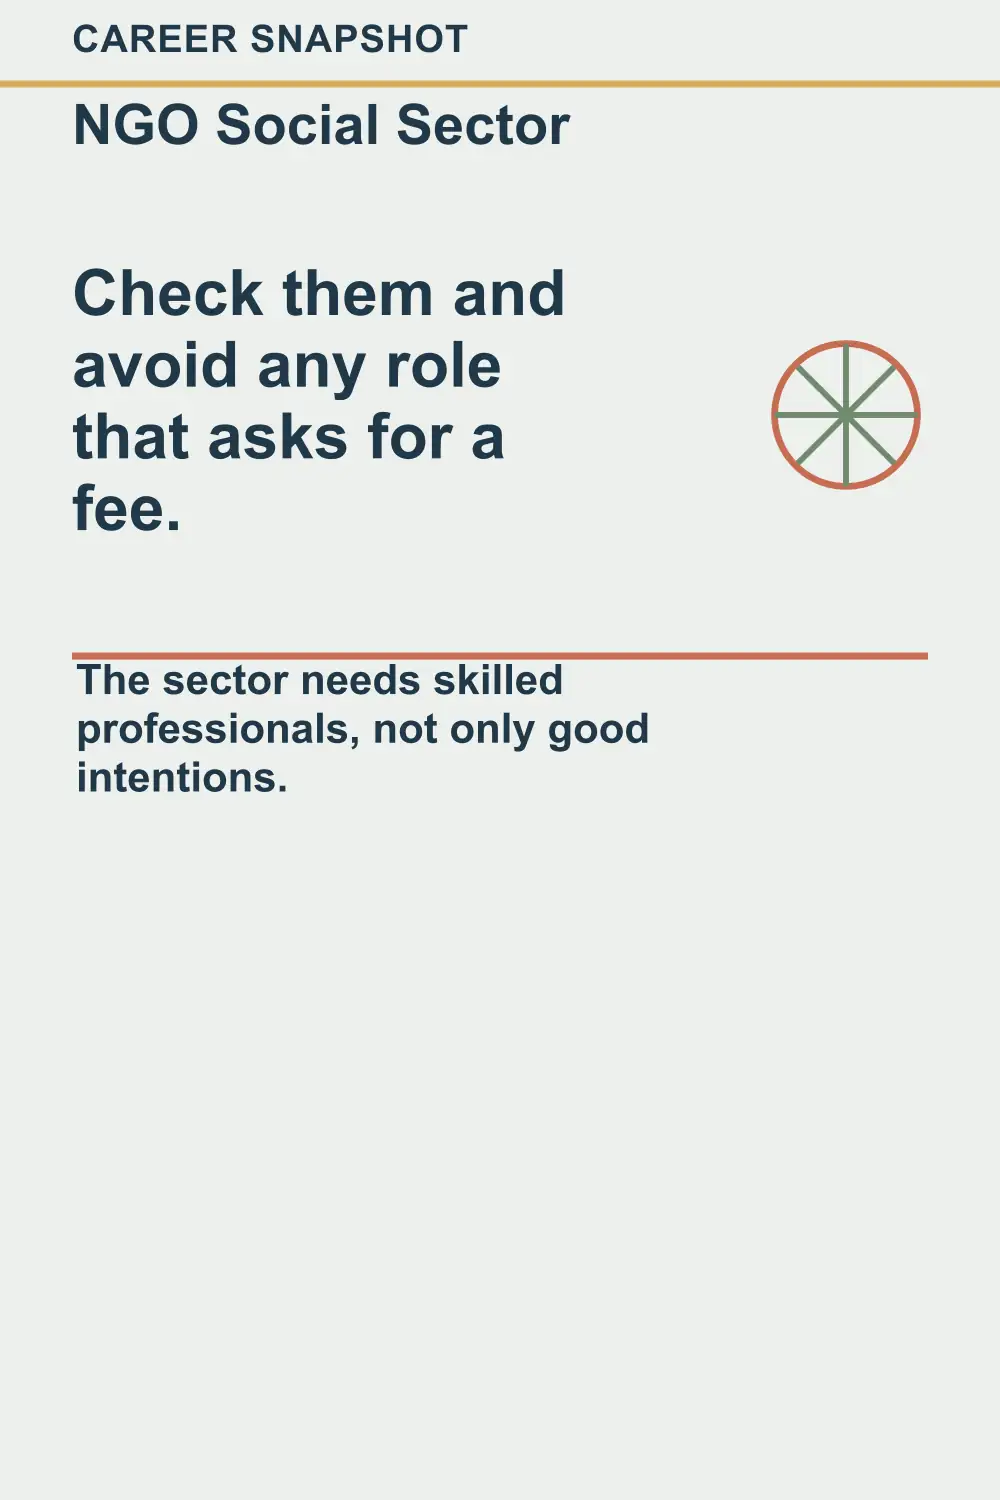 CAREER SNAPSHOT
NGO Social Sector
Check them and
avoid any role
that asks for a
fee.
The sector needs skilled
professionals, not only good
intentions.